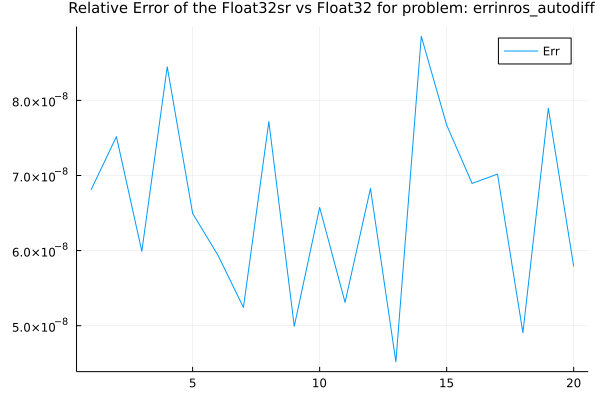 Relative Error of the Float32sr vs Float32 for problem: errinros_autodiff
Err
8.0×10⁻⁸
7.0×10⁻⁸
6.0×10⁻⁸
5.0×10⁻⁸
5 10 15 20